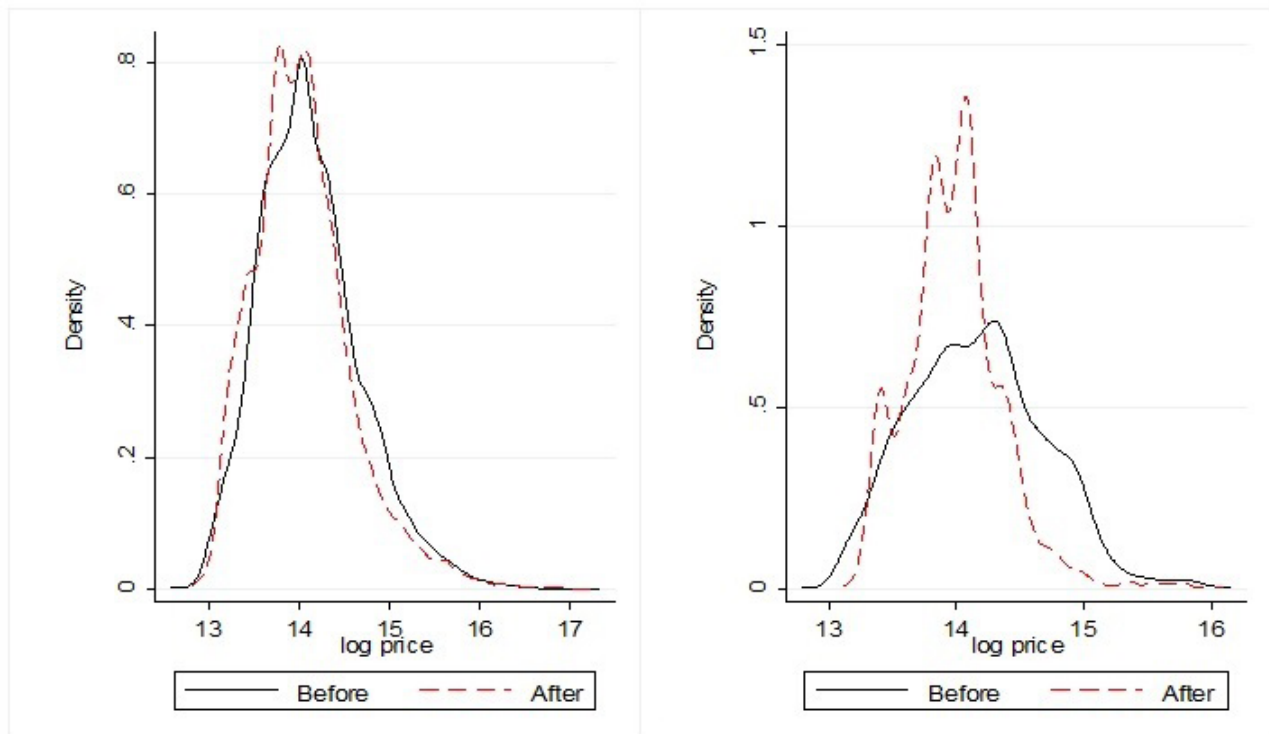 Density
.8
.6
.4
.2
0
13 14 15 16 17
log price
Before After
Density
1.5
1
.5
0
13 14 15 16
log price
Before After